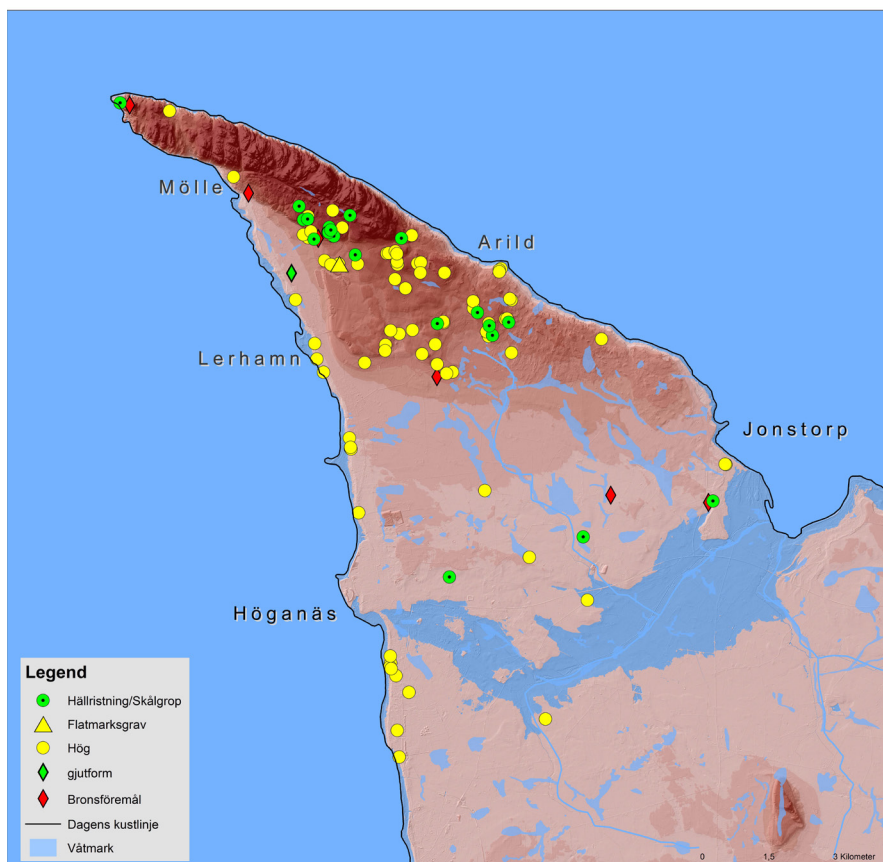 Mölle
Arild
Lerhamn
Jonstorp
Höganäs
Legend
Hällristning/Skålgrop
Flatmarksgrav
Hög
gjutform
Bronsföremål
Dagens kustlinje
Våtmark
0 1,5 3 Kilometer